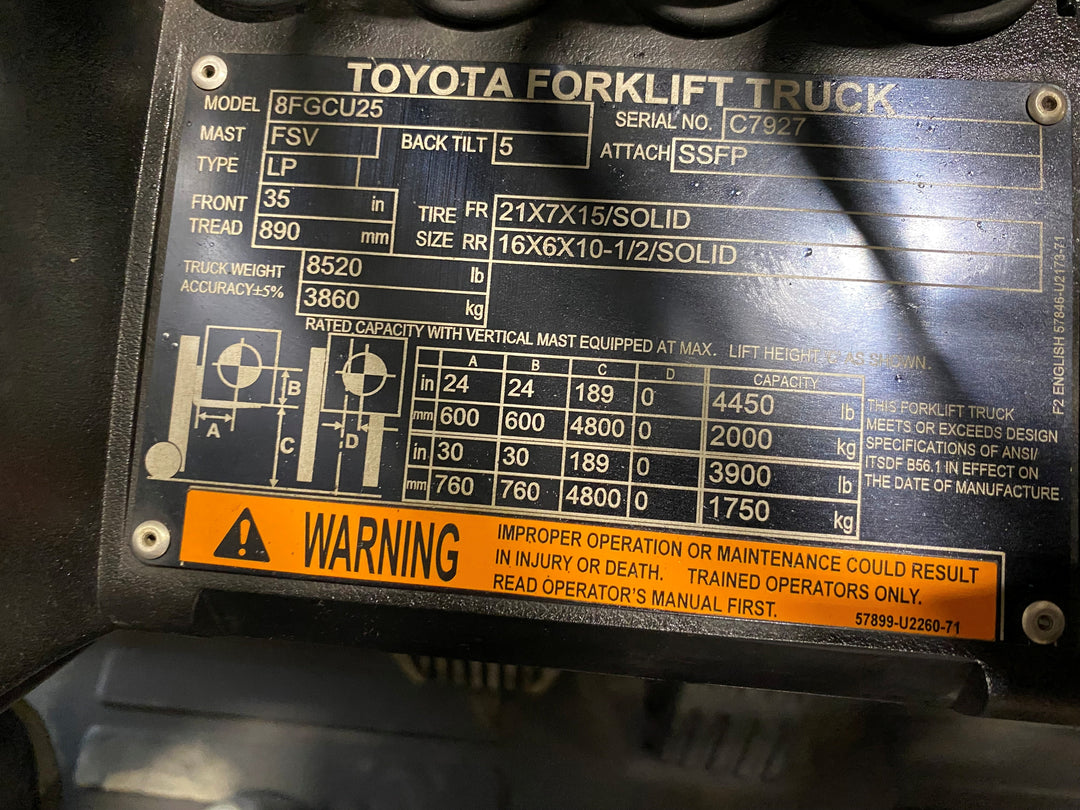 TOYOTA FORKLIFT TRUCK
MODEL 8FGCU25 SERIAL NO. C7927
MAST FSV BACK TILT 5 ATTACH SSFP
TYPE LP
FRONT TREAD 35 in
890 mm
TIRE SIZE FR 21X7X15/SOLID
RR 16X6X10-1/2/SOLID
TRUCK WEIGHT 8520 lb
ACCURACY±5% 3860 kg
RATED CAPACITY WITH VERTICAL MAST EQUIPPED AT MAX. LIFT HEIGHT "C" AS SHOWN.
A B C D
A B C D CAPACITY
in 24 24 189 0 4450 lb
mm 600 600 4800 0 2000 kg
in 30 30 189 0 3900 lb
mm 760 760 4800 0 1750 kg
THIS FORKLIFT TRUCK
MEETS OR EXCEEDS DESIGN
SPECIFICATIONS OF ANSI/
ITSDF B56.1 IN EFFECT ON
THE DATE OF MANUFACTURE.
F2 ENGLISH 57846-U2173-71
WARNING
IMPROPER OPERATION OR MAINTENANCE COULD RESULT
IN INJURY OR DEATH. TRAINED OPERATORS ONLY.
READ OPERATOR'S MANUAL FIRST.
57899-U2260-71